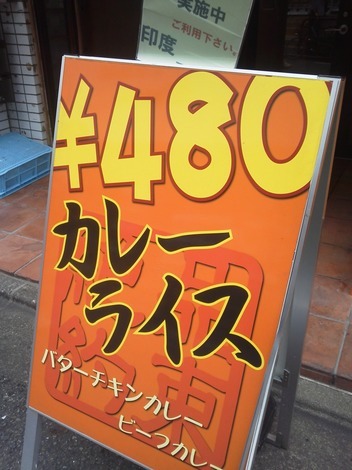 実施中
ご利用下さい。
印度
¥480
カレー
ライス
バターチキンカレー
ビーフカレー